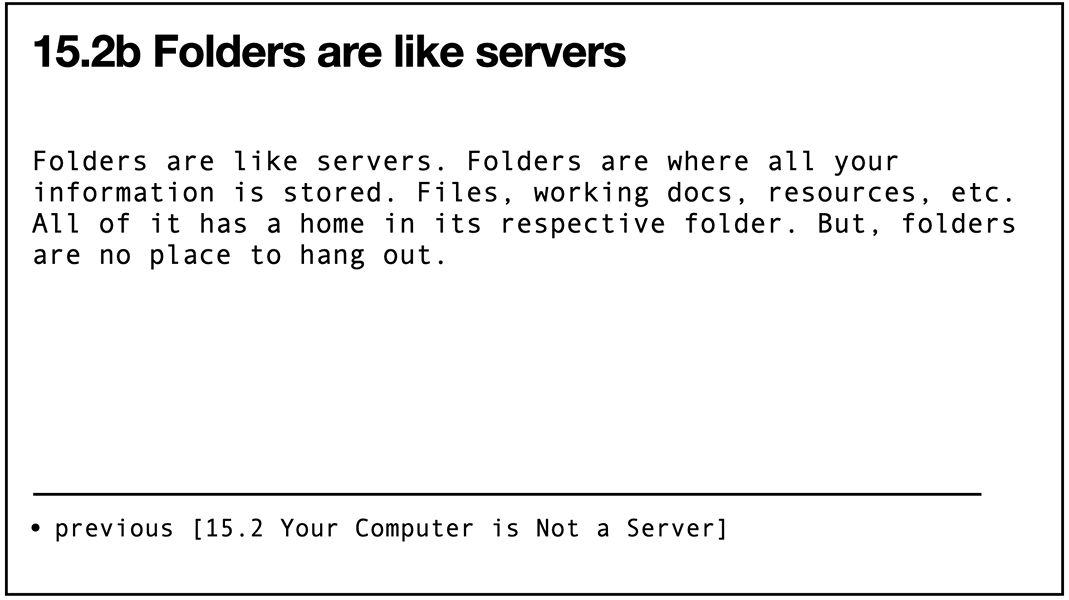 15.2b Folders are like servers
Folders are like servers. Folders are where all your
information is stored. Files, working docs, resources, etc.
All of it has a home in its respective folder. But, folders
are no place to hang out.
• previous [15.2 Your Computer is Not a Server]